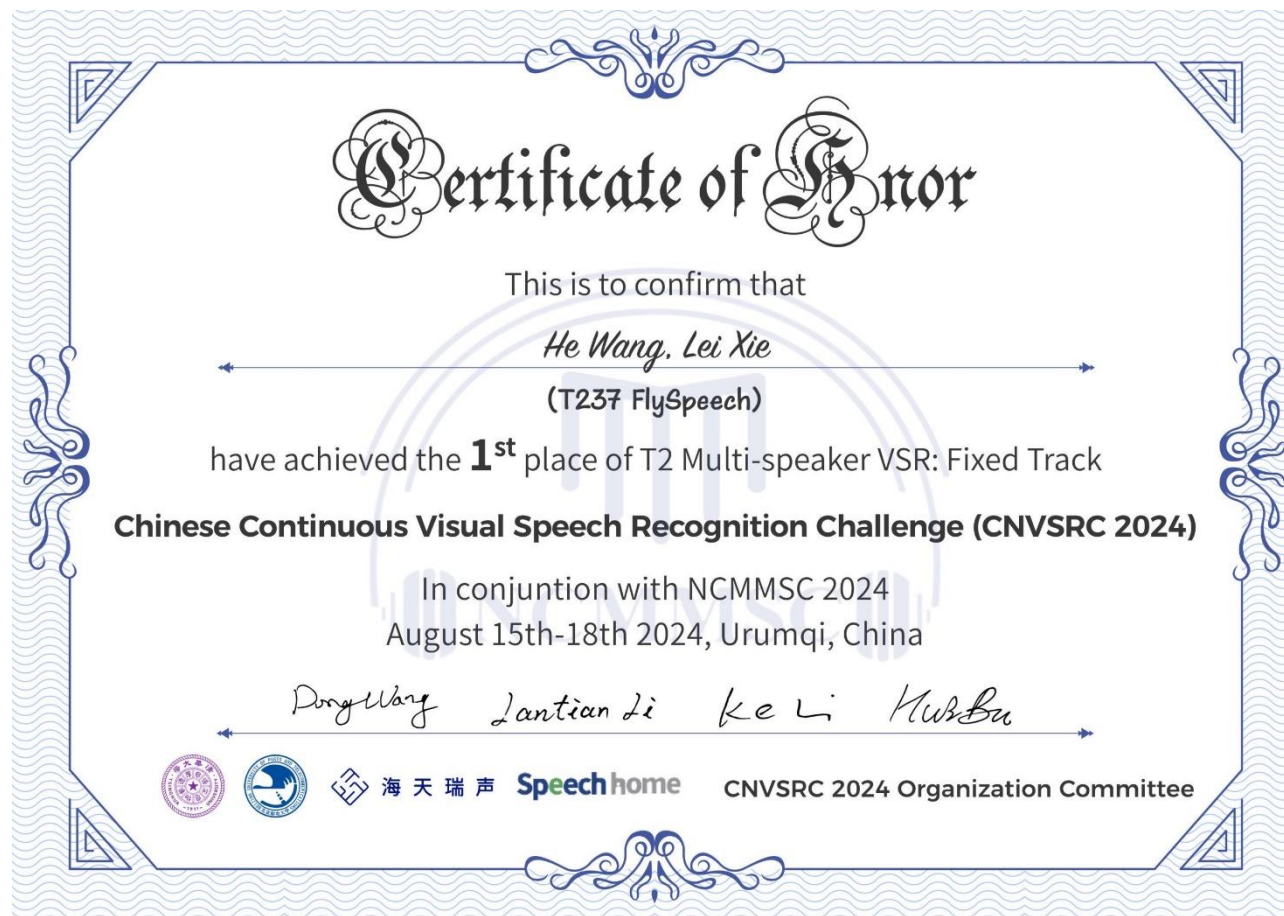 Certificate of Hnor
This is to confirm that
He Wang, Lei Xie
(T237 FlySpeech)
have achieved the 1st place of T2 Multi-speaker VSR: Fixed Track
Chinese Continuous Visual Speech Recognition Challenge (CNVSRC 2024)
In conjuntion with NCMMSC 2024
NCMMSC
August 15th-18th 2024, Urumqi, China
Dong Wang Lantian Li Ke Li Hui Bu
海天瑞声 Speechhome CNVSRC 2024 Organization Committee